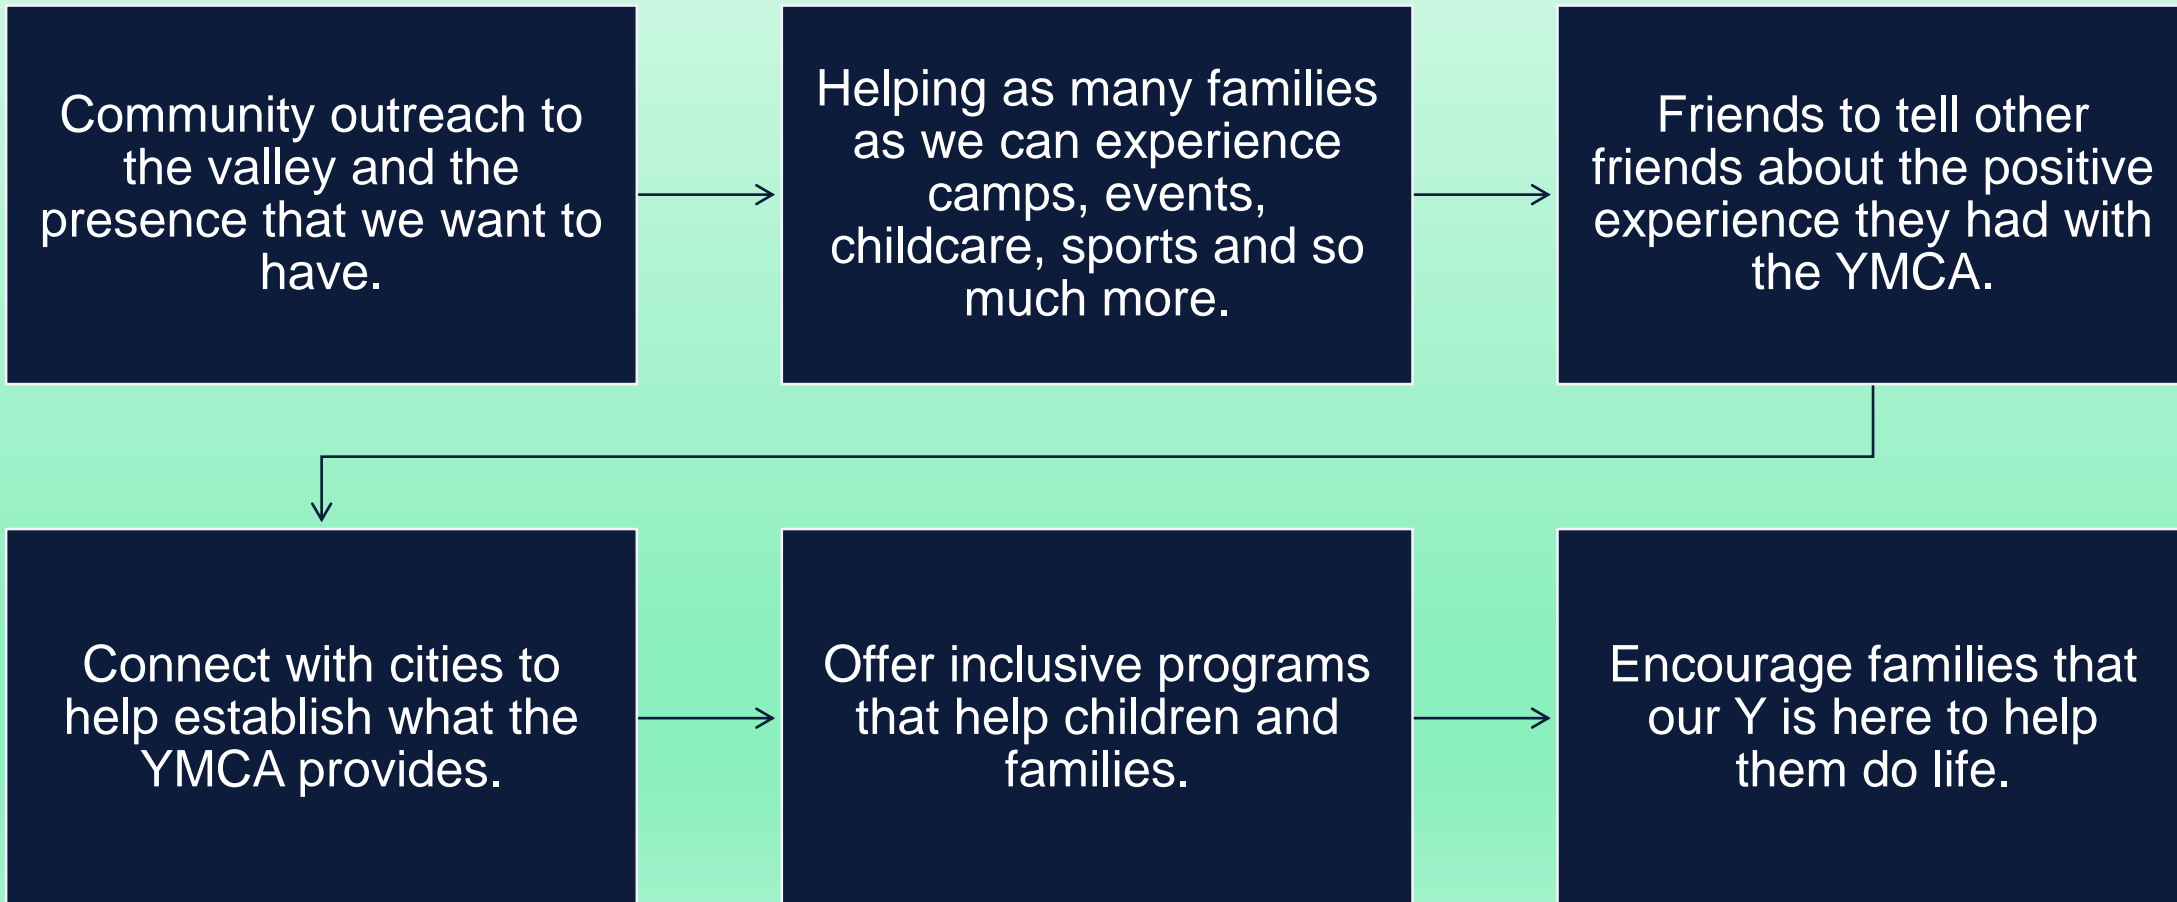 Community outreach to
the valley and the
presence that we want to
have.
Helping as many families
as we can experience
camps, events,
childcare, sports and so
much more.
Friends to tell other
friends about the positive
experience they had with
the YMCA.
Connect with cities to
help establish what the
YMCA provides.
Offer inclusive programs
that help children and
families.
Encourage families that
our Y is here to help
them do life.